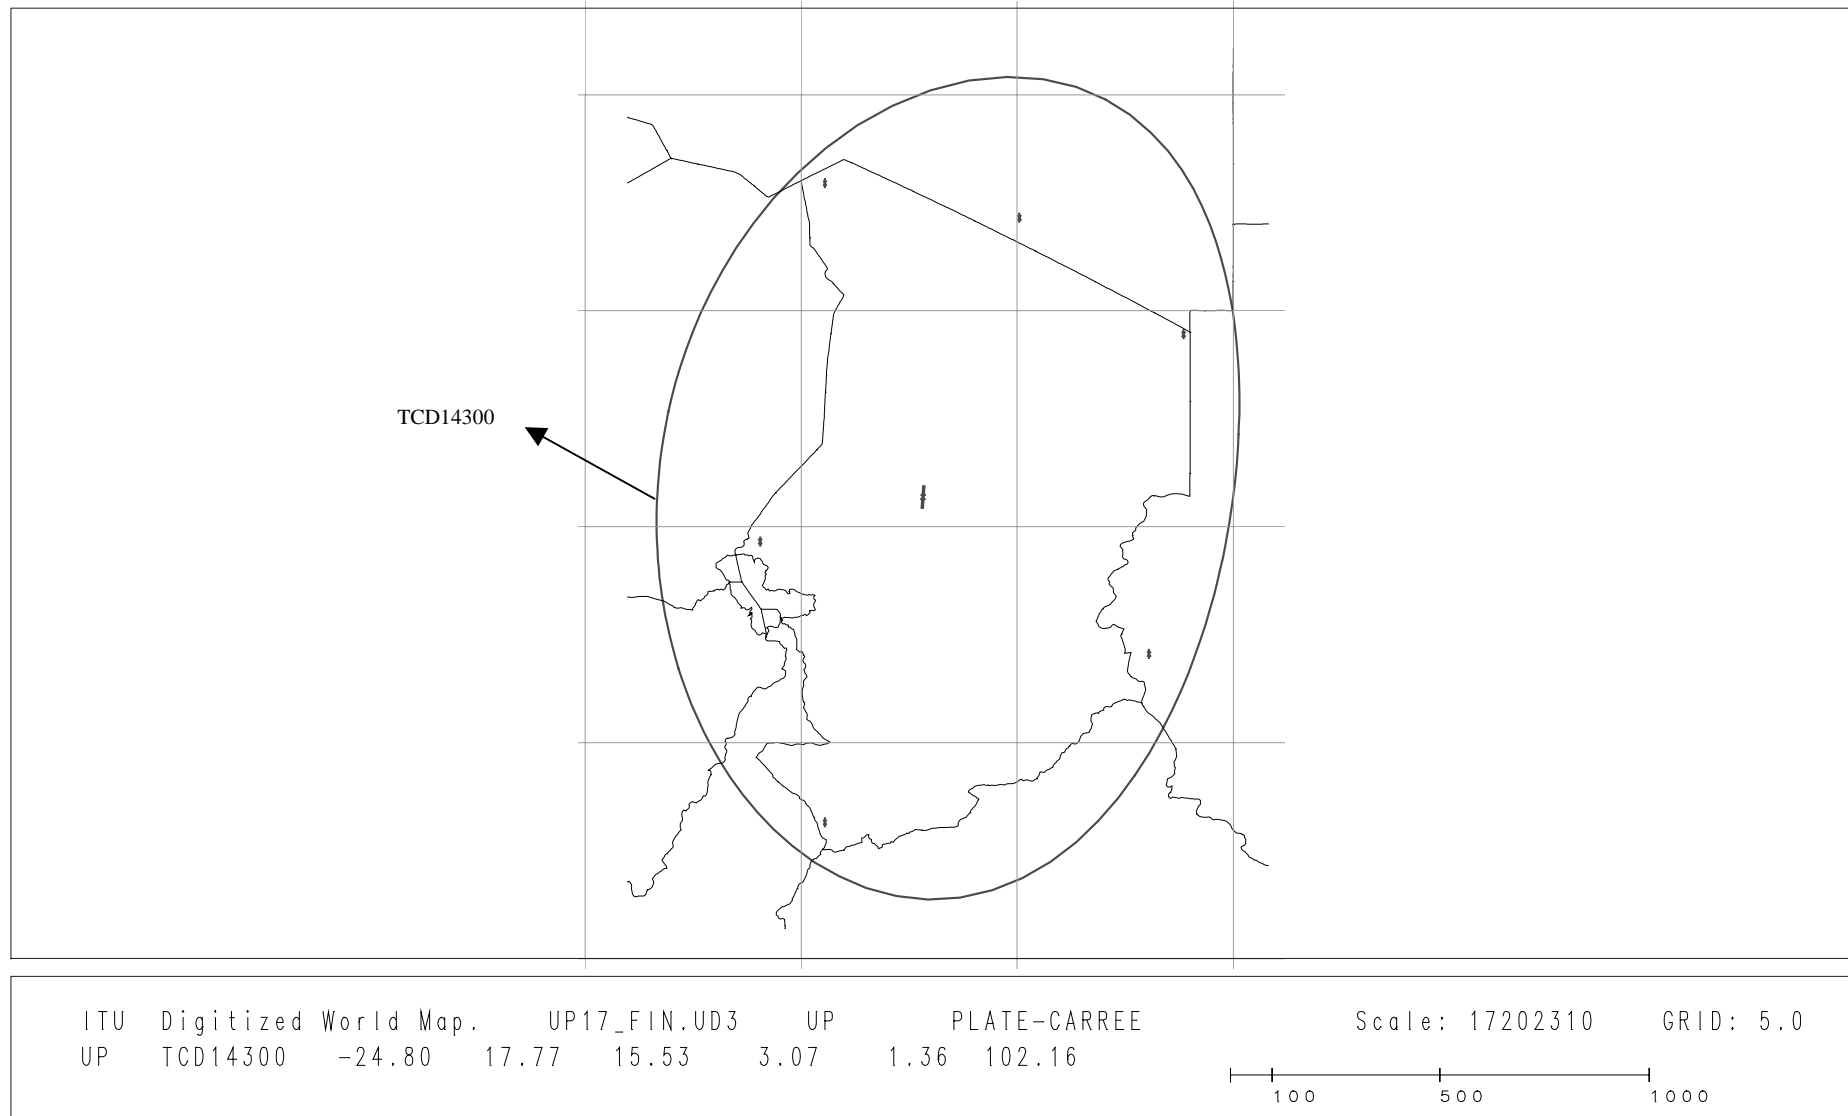 TCD14300
ITU Digitized World Map. UP17_FIN.UD3 UP PLATE-CARREE Scale: 17202310 GRID: 5.0
UP TCD14300 -24.80 17.77 15.53 3.07 1.36 102.16
100 500 1000